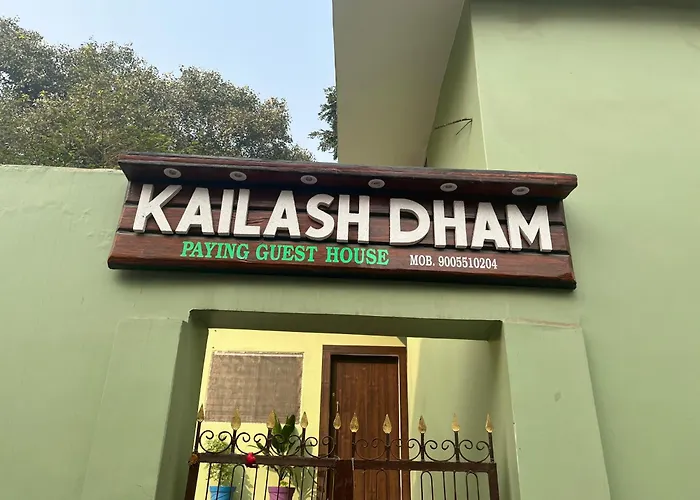 KAILASH DHAM
PAYING GUEST HOUSE MOB. 9005510204